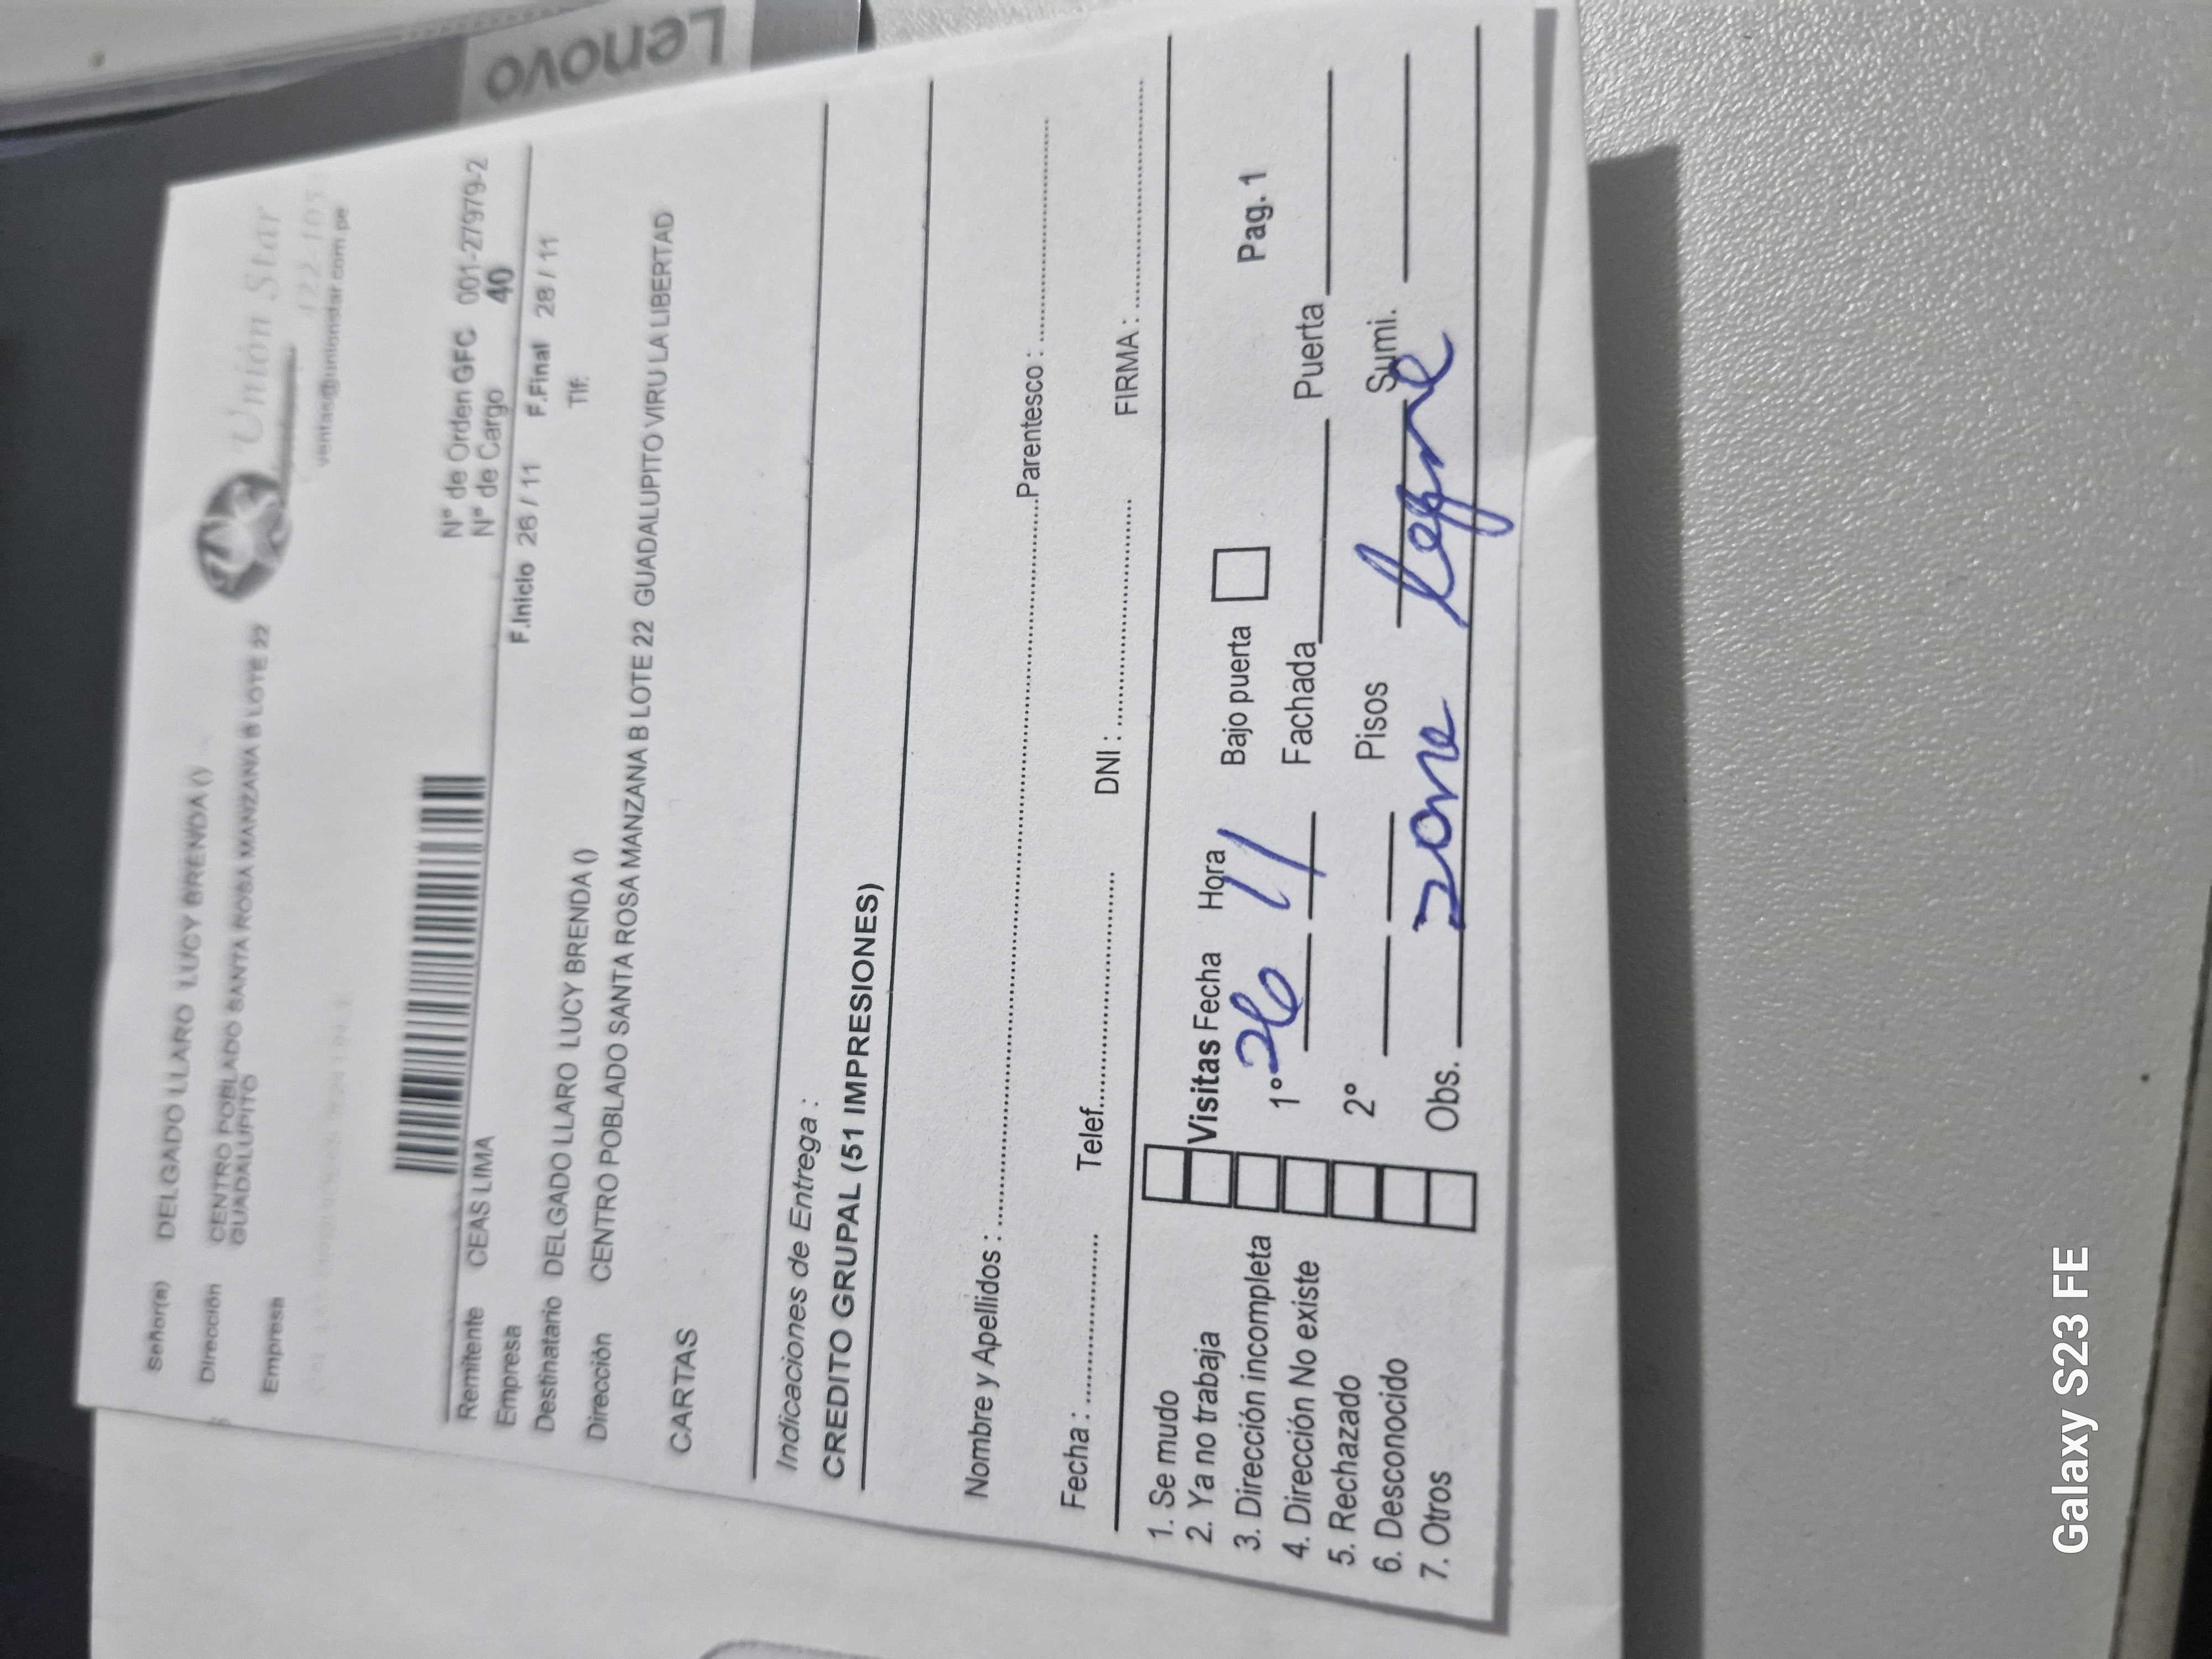 Lenovo
Unión Star
ventas@unionstar.com.pe
Señor(a) DELGADO LLARO LUCY BRENDA ()
Dirección CENTRO POBLADO SANTA ROSA MANZANA B LOTE 22
GUADALUPITO
Empresa
N° de Orden GFC 001-27979-2
N° de Cargo 40
Remitente CEAS LIMA
F.Inicio 26 / 11 F.Final 28 / 11
Empresa
Tlf:
Destinatario DELGADO LLARO LUCY BRENDA ()
Dirección CENTRO POBLADO SANTA ROSA MANZANA B LOTE 22 GUADALUPITO VIRU LA LIBERTAD
CARTAS
Indicaciones de Entrega :
CREDITO GRUPAL (51 IMPRESIONES)
Nombre y Apellidos : Parentesco :
Fecha : Telef. DNI : FIRMA :
1. Se mudo
2. Ya no trabaja
3. Dirección incompleta
4. Dirección No existe
5. Rechazado
6. Desconocido
7. Otros
Visitas Fecha Hora Bajo puerta Pag. 1
1° 26 11 Fachada Puerta
2° Pisos Sumi.
Obs. zona
Galaxy S23 FE